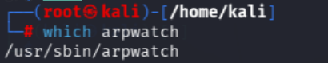 ┌──(root㉿kali)-[/home/kali]
└─# which arpwatch
/usr/sbin/arpwatch